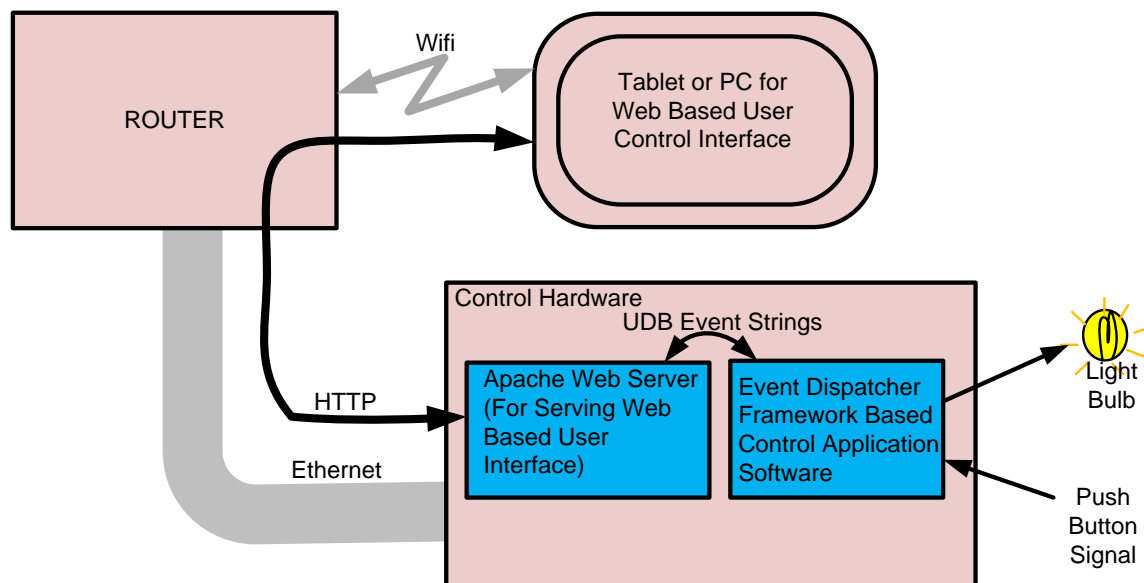 Wifi
ROUTER
Tablet or PC for
Web Based User
Control Interface
Control Hardware
UDB Event Strings
Apache Web Server
(For Serving Web
Based User
Interface)
Event Dispatcher
Framework Based
Control Application
Software
Light
Bulb
HTTP
Ethernet
Push
Button
Signal